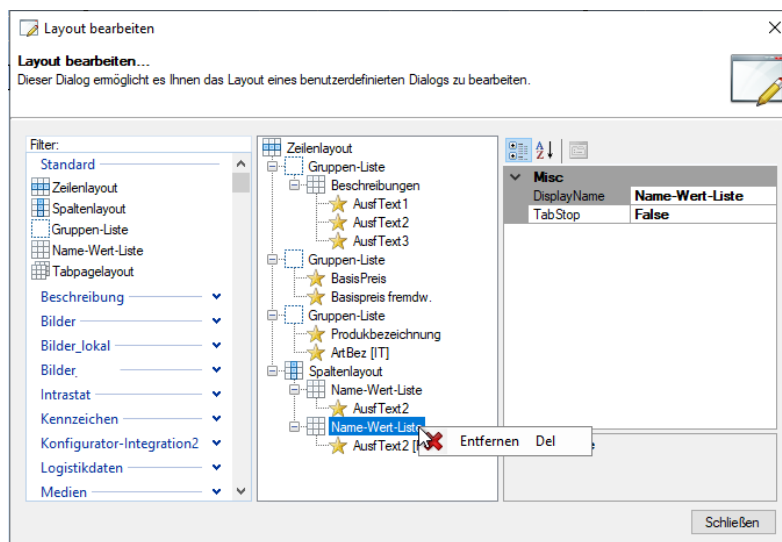 Layout bearbeiten
Layout bearbeiten...
Dieser Dialog ermöglicht es Ihnen das Layout eines benutzerdefinierten Dialogs zu bearbeiten.
Filter:
Standard
Zeilenlayout
Spaltenlayout
Gruppen-Liste
Name-Wert-Liste
Tabpagelayout
Beschreibung
Bilder
Bilder_lokal
Bilder
Intrastat
Kennzeichen
Konfigurator-Integration2
Logistikdaten
Medien
Zeilenlayout
Gruppen-Liste
Beschreibungen
AusfText1
AusfText2
AusfText3
Gruppen-Liste
BasisPreis
Basispreis fremdw.
Gruppen-Liste
Produkbezeichnung
ArtBez [IT]
Spaltenlayout
Name-Wert-Liste
AusfText2
Name-Wert-Liste
AusfText2
Entfernen Del
Misc
DisplayName Name-Wert-Liste
TabStop False
Schließen